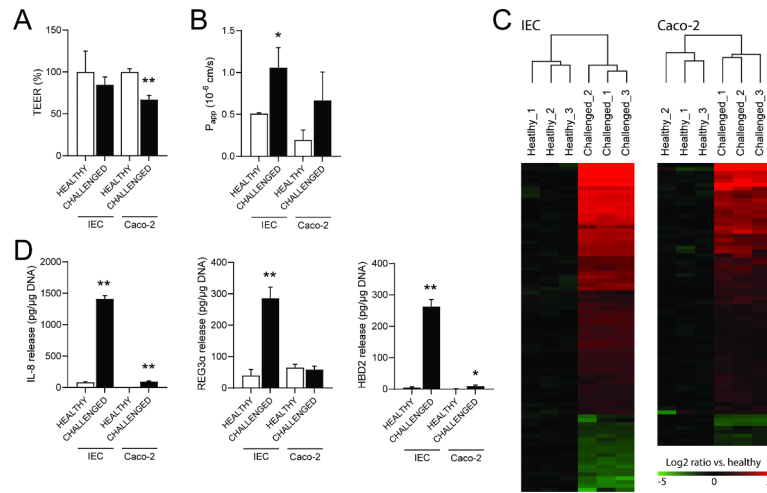 A
TEER (%)
150
100
50
0
**
HEALTHY
CHALLENGED
HEALTHY
CHALLENGED
IEC
Caco-2
B
Papp (10⁻⁶ cm/s)
1.5
1.0
0.5
0.0
*
HEALTHY
CHALLENGED
HEALTHY
CHALLENGED
IEC
Caco-2
C
IEC
Healthy_1
Healthy_2
Healthy_3
Challenged_2
Challenged_1
Challenged_3
Caco-2
Healthy_2
Healthy_1
Healthy_3
Challenged_1
Challenged_2
Challenged_3
Log2 ratio vs. healthy
-5
0
D
IL-8 release (pg/µg DNA)
2000
1500
1000
500
0
**
**
HEALTHY
CHALLENGED
HEALTHY
CHALLENGED
IEC
Caco-2
REG3α release (pg/µg DNA)
400
300
200
100
0
**
HEALTHY
CHALLENGED
HEALTHY
CHALLENGED
IEC
Caco-2
HBD2 release (pg/µg DNA)
400
300
200
100
0
**
*
HEALTHY
CHALLENGED
HEALTHY
CHALLENGED
IEC
Caco-2